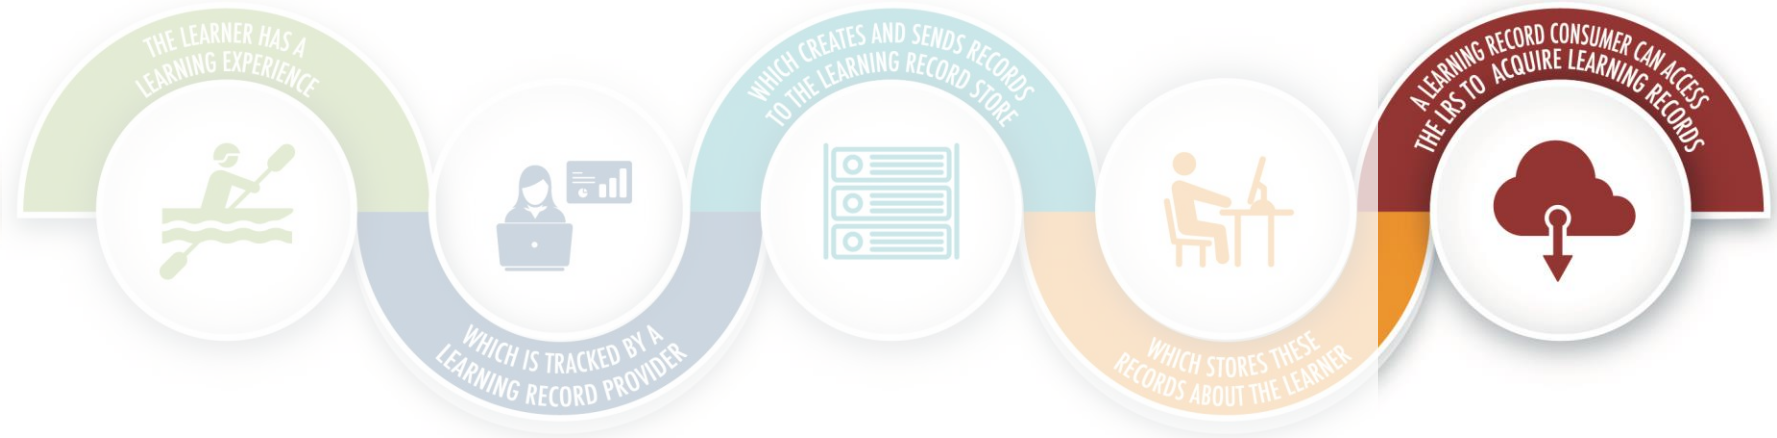 THE LEARNER HAS A
LEARNING EXPERIENCE
WHICH IS TRACKED BY A
LEARNING RECORD PROVIDER
WHICH CREATES AND SENDS RECORDS
TO THE LEARNING RECORD STORE
WHICH STORES THESE
RECORDS ABOUT THE LEARNER
A LEARNING RECORD CONSUMER CAN ACCESS
THE LRS TO ACQUIRE LEARNING RECORDS